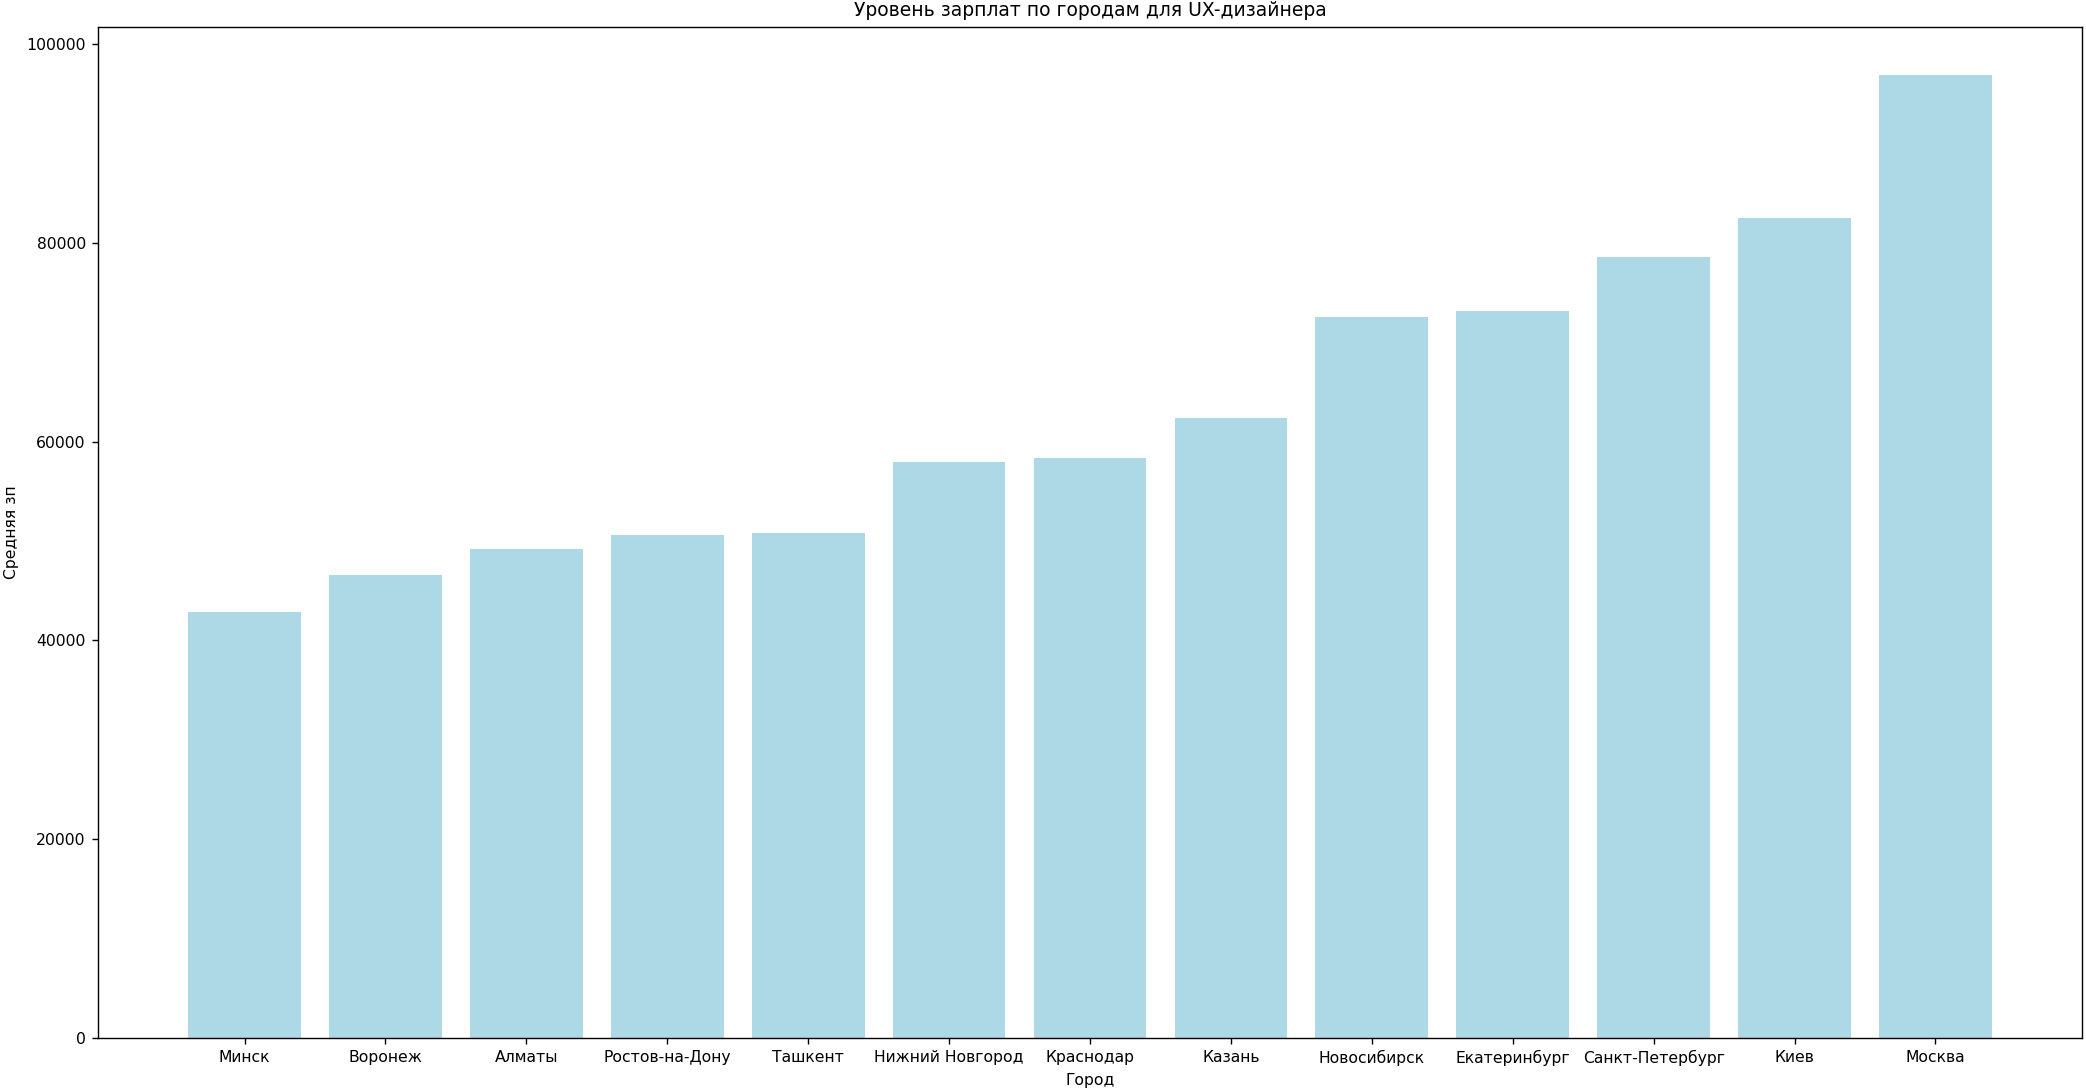 Уровень зарплат по городам для UX-дизайнера
100000
80000
60000
40000
20000
0
Средняя зп
Минск
Воронеж
Алматы
Ростов-на-Дону
Ташкент
Нижний Новгород
Краснодар
Казань
Новосибирск
Екатеринбург
Санкт-Петербург
Киев
Москва
Город